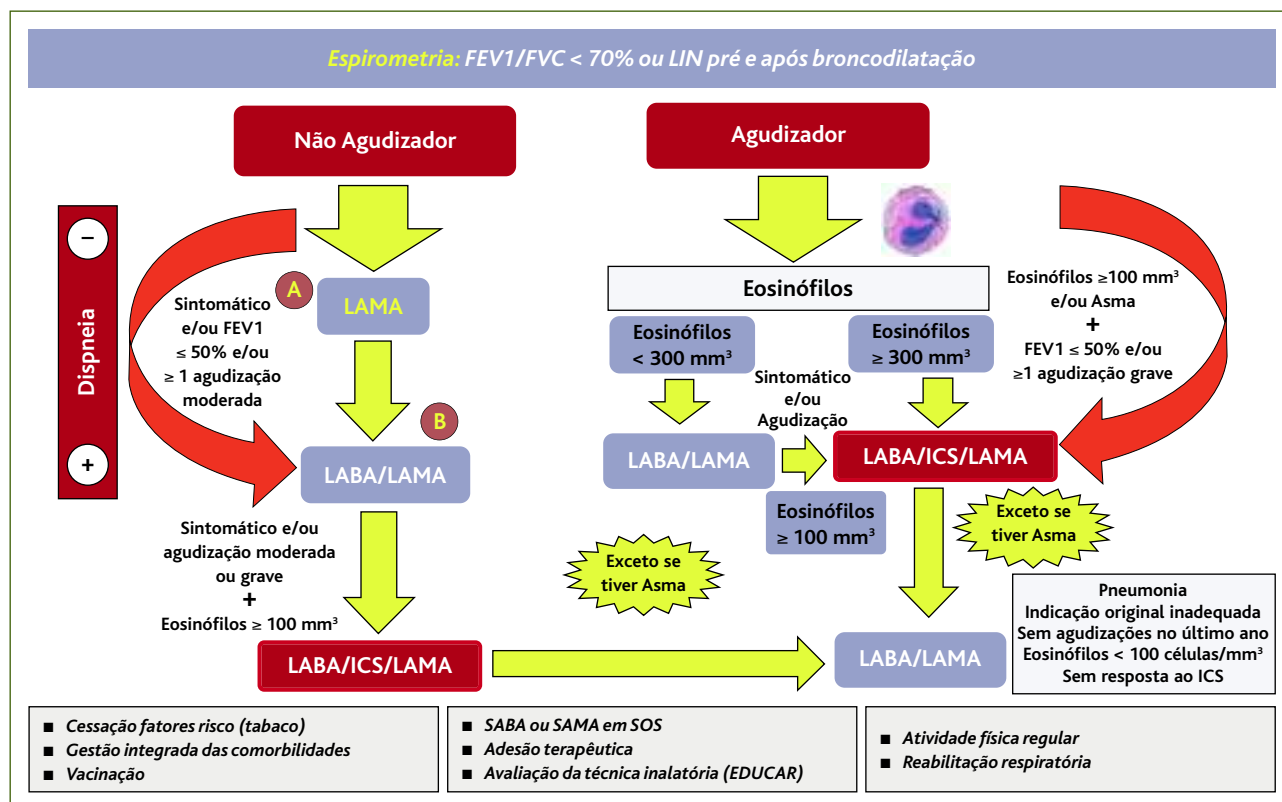 Espirometria: FEV1/FVC < 70% ou LIN pré e após broncodilatação
Não Agudizador
Agudizador
–
Dispneia
+
Sintomático
e/ou FEV1
≤ 50% e/ou
≥ 1 agudização
moderada
A
LAMA
B
LABA/LAMA
Sintomático e/ou
agudização moderada
ou grave
+
Eosinófilos ≥ 100 mm³
LABA/ICS/LAMA
Eosinófilos
Eosinófilos
< 300 mm³
Eosinófilos
≥ 300 mm³
Sintomático
e/ou
Agudização
LABA/LAMA
LABA/ICS/LAMA
Eosinófilos
≥ 100 mm³
Eosinófilos ≥100 mm³
e/ou Asma
+
FEV1 ≤ 50% e/ou
≥1 agudização grave
Exceto se
tiver Asma
Exceto se
tiver Asma
LABA/LAMA
Pneumonia
Indicação original inadequada
Sem agudizações no último ano
Eosinófilos < 100 células/mm³
Sem resposta ao ICS
■ Cessação fatores risco (tabaco)
■ Gestão integrada das comorbilidades
■ Vacinação
■ SABA ou SAMA em SOS
■ Adesão terapêutica
■ Avaliação da técnica inalatória (EDUCAR)
■ Atividade física regular
■ Reabilitação respiratória